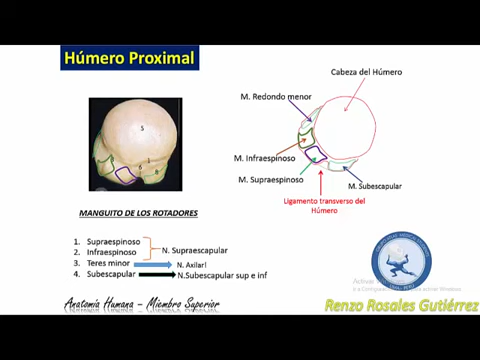 Húmero Proximal
Cabeza del Húmero
M. Redondo menor
M. Infraespinoso
M. Supraespinoso
M. Subescapular
Ligamento transverso del
Húmero
S
MANGUITO DE LOS ROTADORES
1. Supraespinoso
2. Infraespinoso
N. Supraescapular
3. Teres minor
N. Axilarl
4. Subescapular
N.Subescapular sup e inf
Anatomía Humana – Miembro Superior
Renzo Rosales Gutiérrez